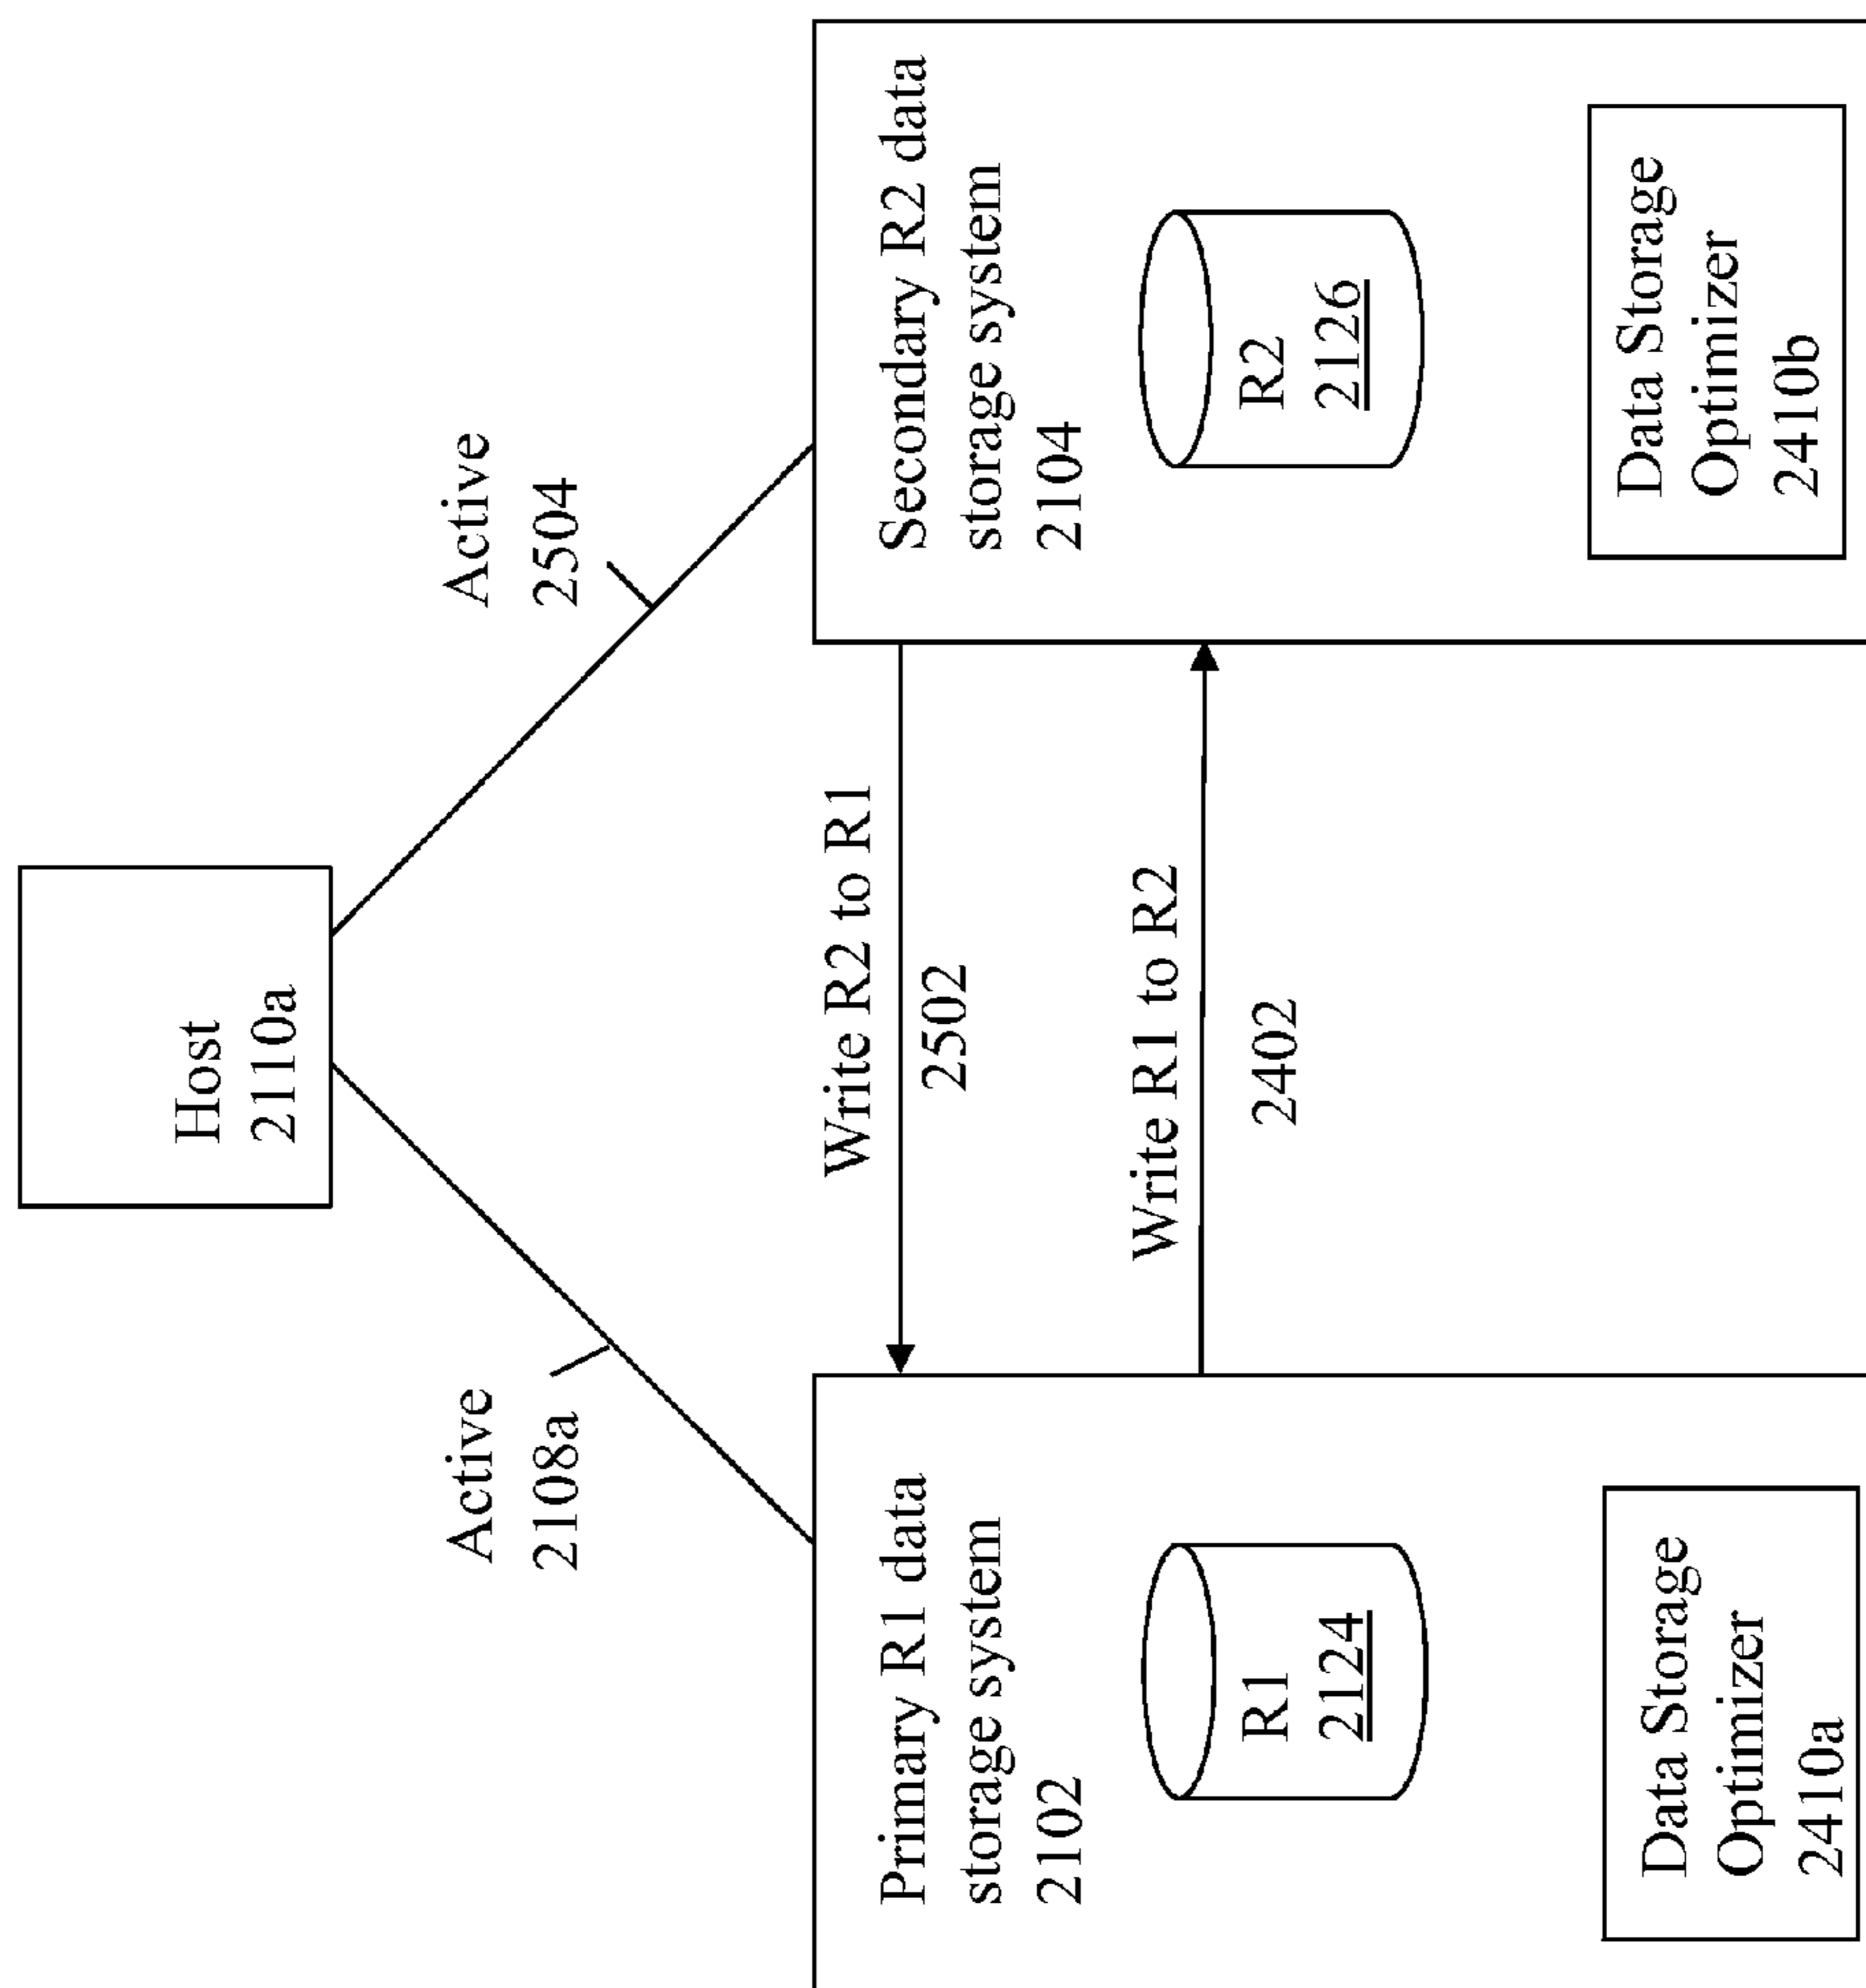 Host
2110a
Active
2108a
Active
2504
Primary R1 data
storage system
2102
Write R2 to R1
2502
Secondary R2 data
storage system
2104
Write R1 to R2
2402
R1
2124
R2
2126
Data Storage
Optimizer
2410a
Data Storage
Optimizer
2410b